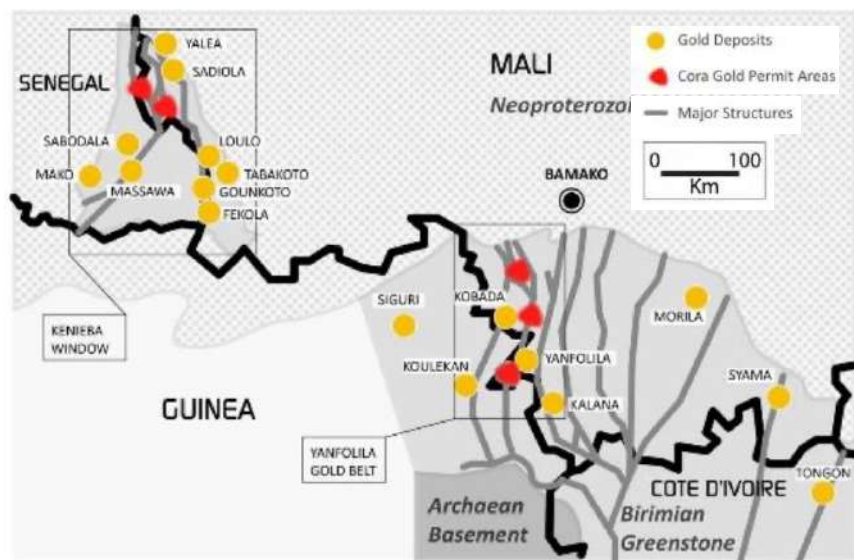 YALEA
SADIOLA
SENEGAL
SABODALA
LOULO
MAKO
MASSAWA
TABAKOTO
GOUNKOTO
FEKOLA
KENIEBA
WINDOW
MALI
Neoproterozoi
Gold Deposits
Cora Gold Permit Areas
Major Structures
0 100
Km
BAMAKO
SIGURI
KOBADA
MORILA
KOULEKAN
YANFOLILA
KALANA
SYAMA
GUINEA
YANFOLILA
GOLD BELT
TONGON
COTE D'IVOIRE
Archaean
Basement
Birimian
Greenstone